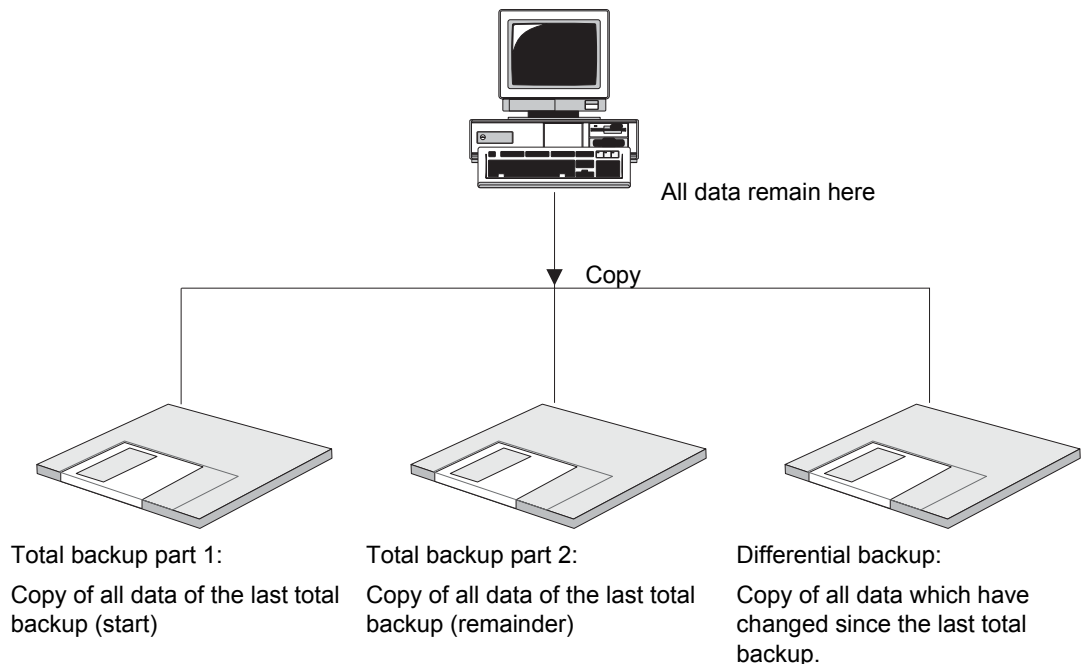 All data remain here
Copy
Total backup part 1:
Copy of all data of the last total
backup (start)
Total backup part 2:
Copy of all data of the last total
backup (remainder)
Differential backup:
Copy of all data which have
changed since the last total
backup.